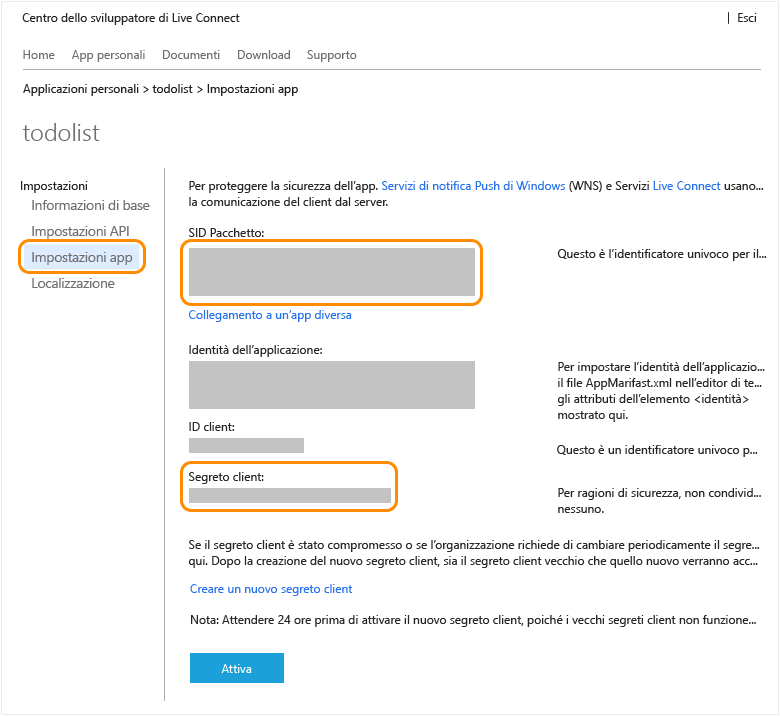 Centro dello sviluppatore di Live Connect
| Esci
Home App personali Documenti Download Supporto
Applicazioni personali > todolist > Impostazioni app
todolist
Impostazioni
Informazioni di base
Impostazioni API
Impostazioni app
Localizzazione
Per proteggere la sicurezza dell'app. Servizi di notifica Push di Windows (WNS) e Servizi Live Connect usano...
la comunicazione del client dal server.
SID Pacchetto:
Questo è l'identificatore univoco per il...
Collegamento a un'app diversa
Identità dell'applicazione:
Per impostare l'identità dell'applicazio...
il file AppMarifast.xml nell'editor di te...
gli attributi dell'elemento <identità>
mostrato qui.
ID client:
Questo è un identificatore univoco p...
Segreto client:
Per ragioni di sicurezza, non condivid...
nessuno.
Se il segreto client è stato compromesso o se l'organizzazione richiede di cambiare periodicamente il segre...
qui. Dopo la creazione del nuovo segreto client, sia il segreto client vecchio che quello nuovo verranno acc...
Creare un nuovo segreto client
Nota: Attendere 24 ore prima di attivare il nuovo segreto client, poiché i vecchi segreti client non funzione...
Attiva